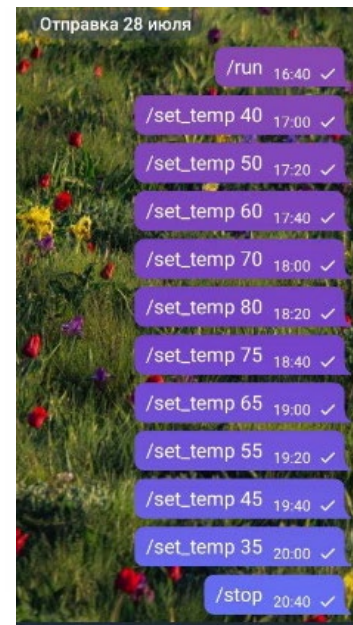 Отправка 28 июля
/run 16:40
/set_temp 40 17:00
/set_temp 50 17:20
/set_temp 60 17:40
/set_temp 70 18:00
/set_temp 80 18:20
/set_temp 75 18:40
/set_temp 65 19:00
/set_temp 55 19:20
/set_temp 45 19:40
/set_temp 35 20:00
/stop 20:40